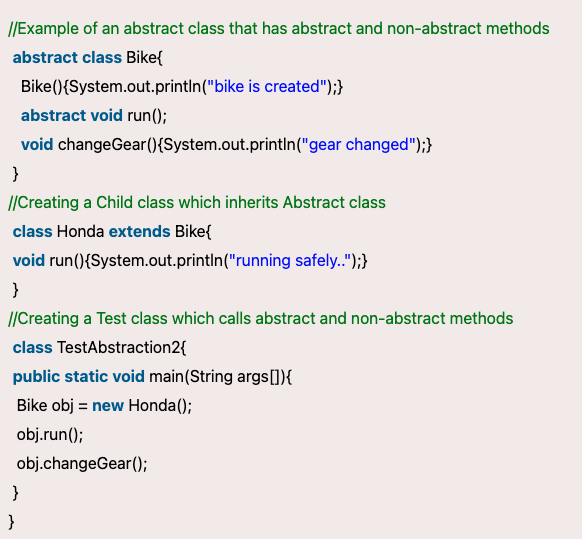 //Example of an abstract class that has abstract and non-abstract methods
abstract class Bike{
Bike(){System.out.println("bike is created");}
abstract void run();
void changeGear(){System.out.println("gear changed");}
}
//Creating a Child class which inherits Abstract class
class Honda extends Bike{
void run(){System.out.println("running safely..");}
}
//Creating a Test class which calls abstract and non-abstract methods
class TestAbstraction2{
public static void main(String args[]){
Bike obj = new Honda();
obj.run();
obj.changeGear();
}
}